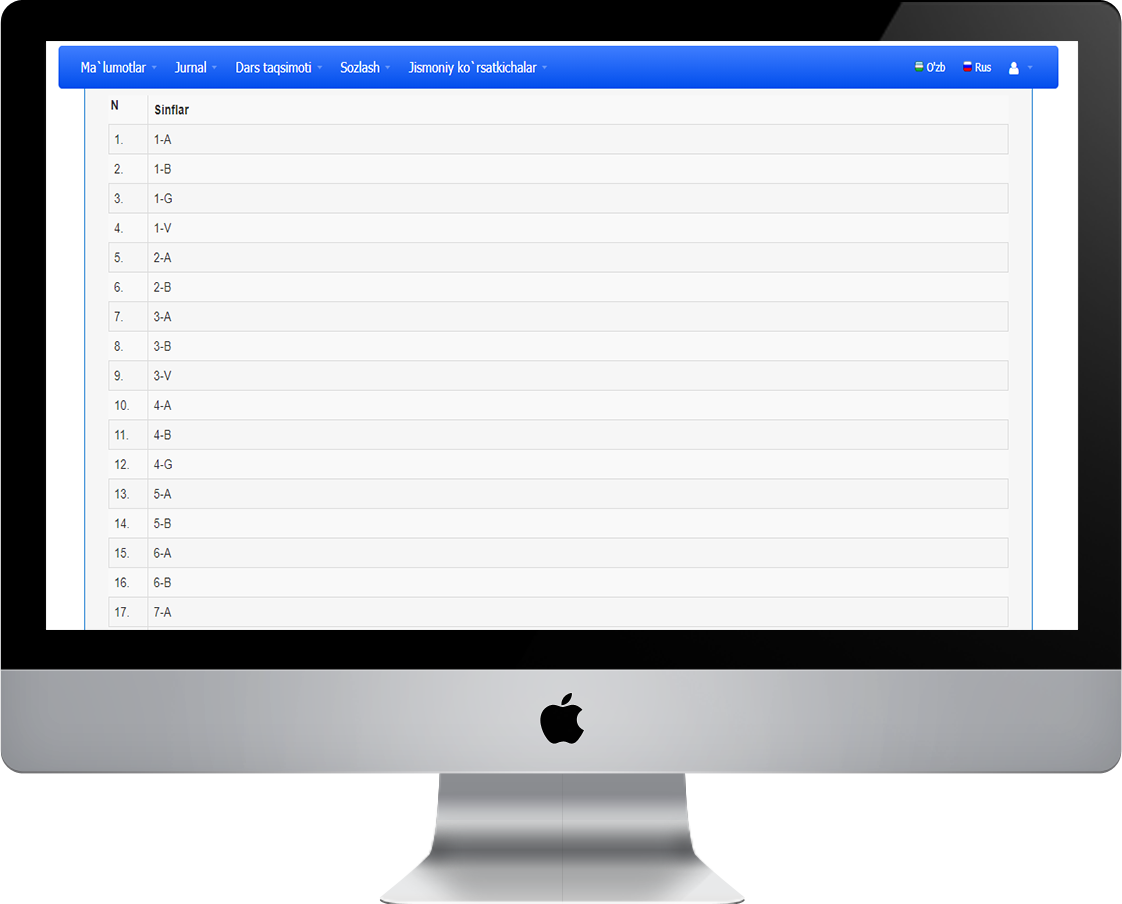 Ma`lumotlar Jurnal Dars taqsimoti Sozlash Jismoniy ko`rsatkichalar O'zb Rus
N Sinflar
1. 1-A
2. 1-B
3. 1-G
4. 1-V
5. 2-A
6. 2-B
7. 3-A
8. 3-B
9. 3-V
10. 4-A
11. 4-B
12. 4-G
13. 5-A
14. 5-B
15. 6-A
16. 6-B
17. 7-A